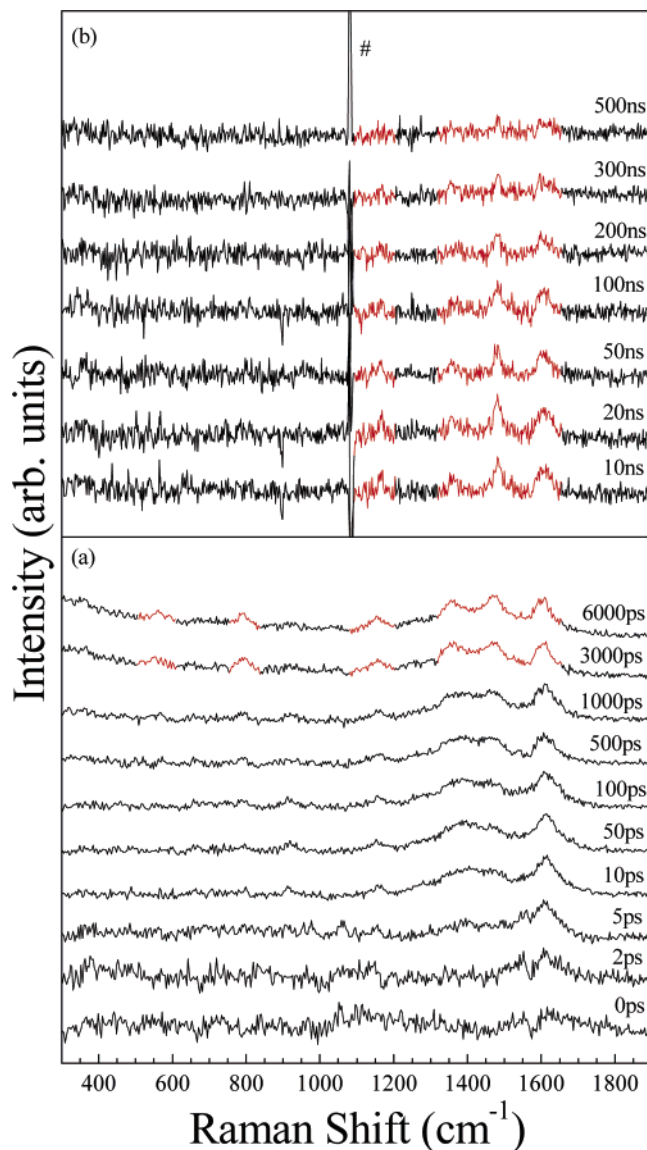 (b)
#
500ns
300ns
200ns
100ns
50ns
20ns
10ns
(a)
6000ps
3000ps
1000ps
500ps
100ps
50ps
10ps
5ps
2ps
0ps
Intensity (arb. units)
400 600 800 1000 1200 1400 1600 1800
Raman Shift (cm⁻¹)